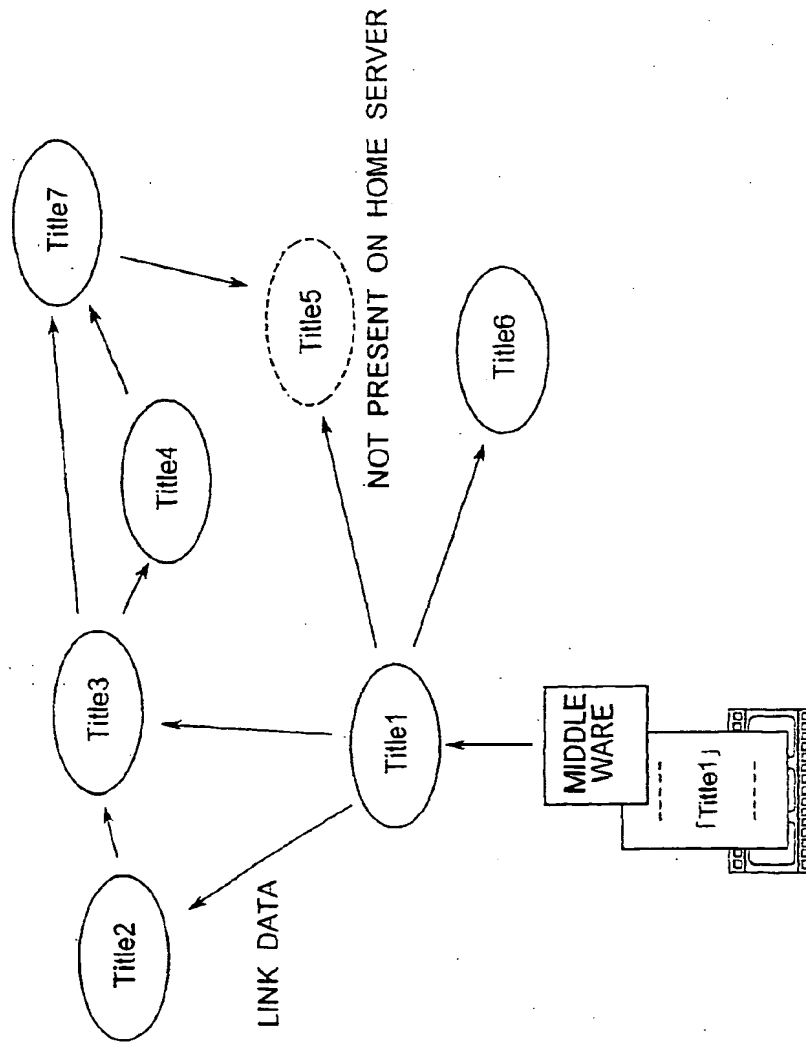 Title2
Title3
Title4
Title7
LINK DATA
Title1
Title5
NOT PRESENT ON HOME SERVER
Title6
MIDDLE
WARE
「Title1」